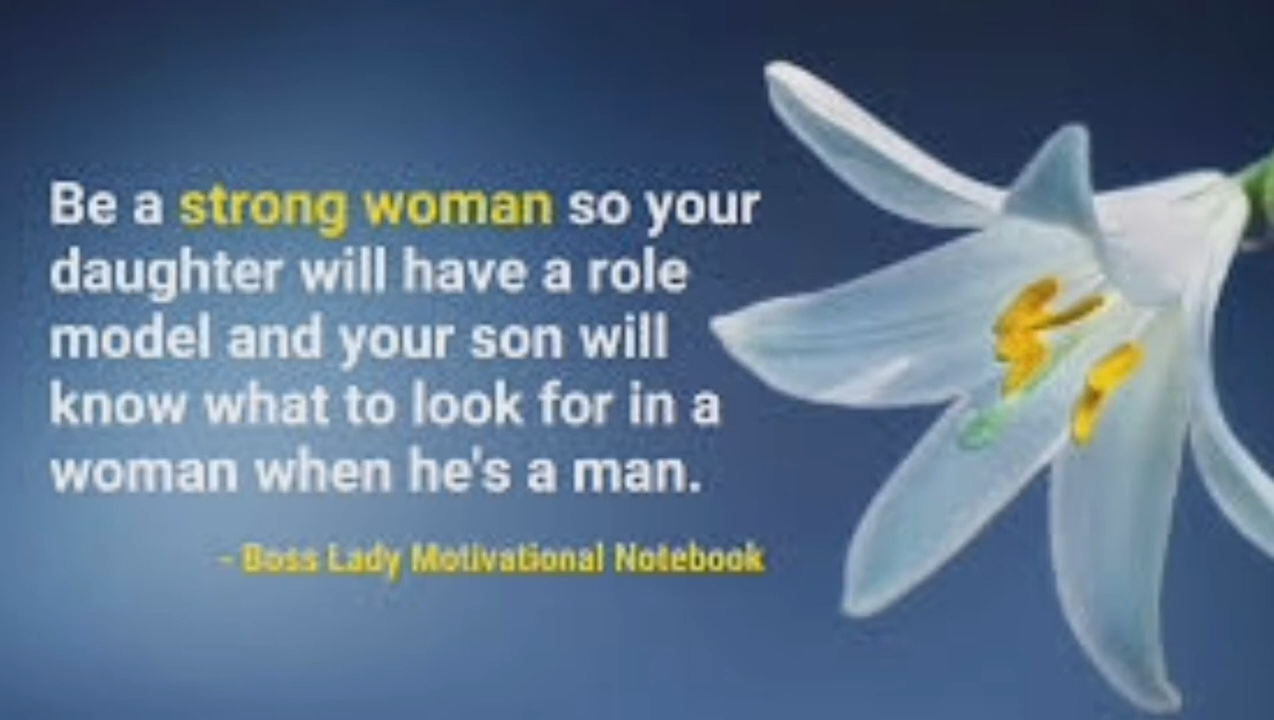 Be a strong woman so your
daughter will have a role
model and your son will
know what to look for in a
woman when he's a man.
- Boss Lady Motivational Notebook